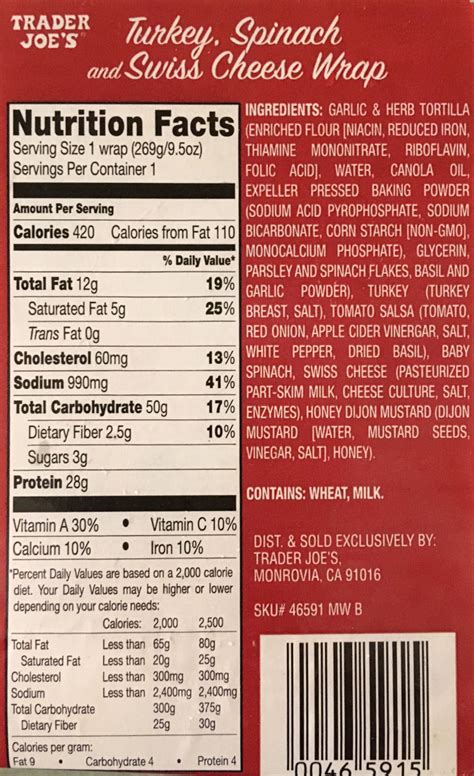 TRADER
JOE'S
Turkey, Spinach
and Swiss Cheese Wrap
Nutrition Facts
Serving Size 1 wrap (269g/9.5oz)
Servings Per Container 1
Amount Per Serving
Calories 420 Calories from Fat 110
% Daily Value*
Total Fat 12g 19%
Saturated Fat 5g 25%
Trans Fat 0g
Cholesterol 60mg 13%
Sodium 990mg 41%
Total Carbohydrate 50g 17%
Dietary Fiber 2.5g 10%
Sugars 3g
Protein 28g
Vitamin A 30% • Vitamin C 10%
Calcium 10% • Iron 10%
*Percent Daily Values are based on a 2,000 calorie
diet. Your Daily Values may be higher or lower
depending on your calorie needs:
Calories: 2,000 2,500
Total Fat Less than 65g 80g
Saturated Fat Less than 20g 25g
Cholesterol Less than 300mg 300mg
Sodium Less than 2,400mg 2,400mg
Total Carbohydrate 300g 375g
Dietary Fiber 25g 30g
Calories per gram:
Fat 9 • Carbohydrate 4 • Protein 4
INGREDIENTS: GARLIC & HERB TORTILLA
(ENRICHED FLOUR [NIACIN, REDUCED IRON,
THIAMINE MONONITRATE, RIBOFLAVIN,
FOLIC ACID], WATER, CANOLA OIL,
EXPELLER PRESSED BAKING POWDER
(SODIUM ACID PYROPHOSPHATE, SODIUM
BICARBONATE, CORN STARCH [NON-GMO],
MONOCALCIUM PHOSPHATE), GLYCERIN,
PARSLEY AND SPINACH FLAKES, BASIL AND
GARLIC POWDER), TURKEY (TURKEY
BREAST, SALT), TOMATO SALSA (TOMATO,
RED ONION, APPLE CIDER VINERGAR, SALT,
WHITE PEPPER, DRIED BASIL), BABY
SPINACH, SWISS CHEESE (PASTEURIZED
PART-SKIM MILK, CHEESE CULTURE, SALT,
ENZYMES), HONEY DIJON MUSTARD (DIJON
MUSTARD [WATER, MUSTARD SEEDS,
VINEGAR, SALT], HONEY).
CONTAINS: WHEAT, MILK.
DIST. & SOLD EXCLUSIVELY BY:
TRADER JOE'S,
MONROVIA, CA 91016
SKU# 46591 MW B
0046 5915